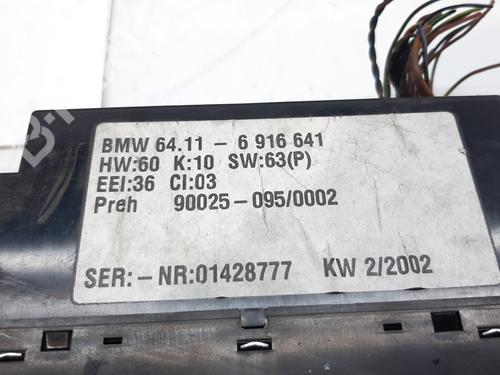 BMW 64.11 - 6 916 641
HW:60 K:10 SW:63(P)
EEI:36 CI:03
Preh 90025-095/0002
SER:-NR:01428777 KW 2/2002